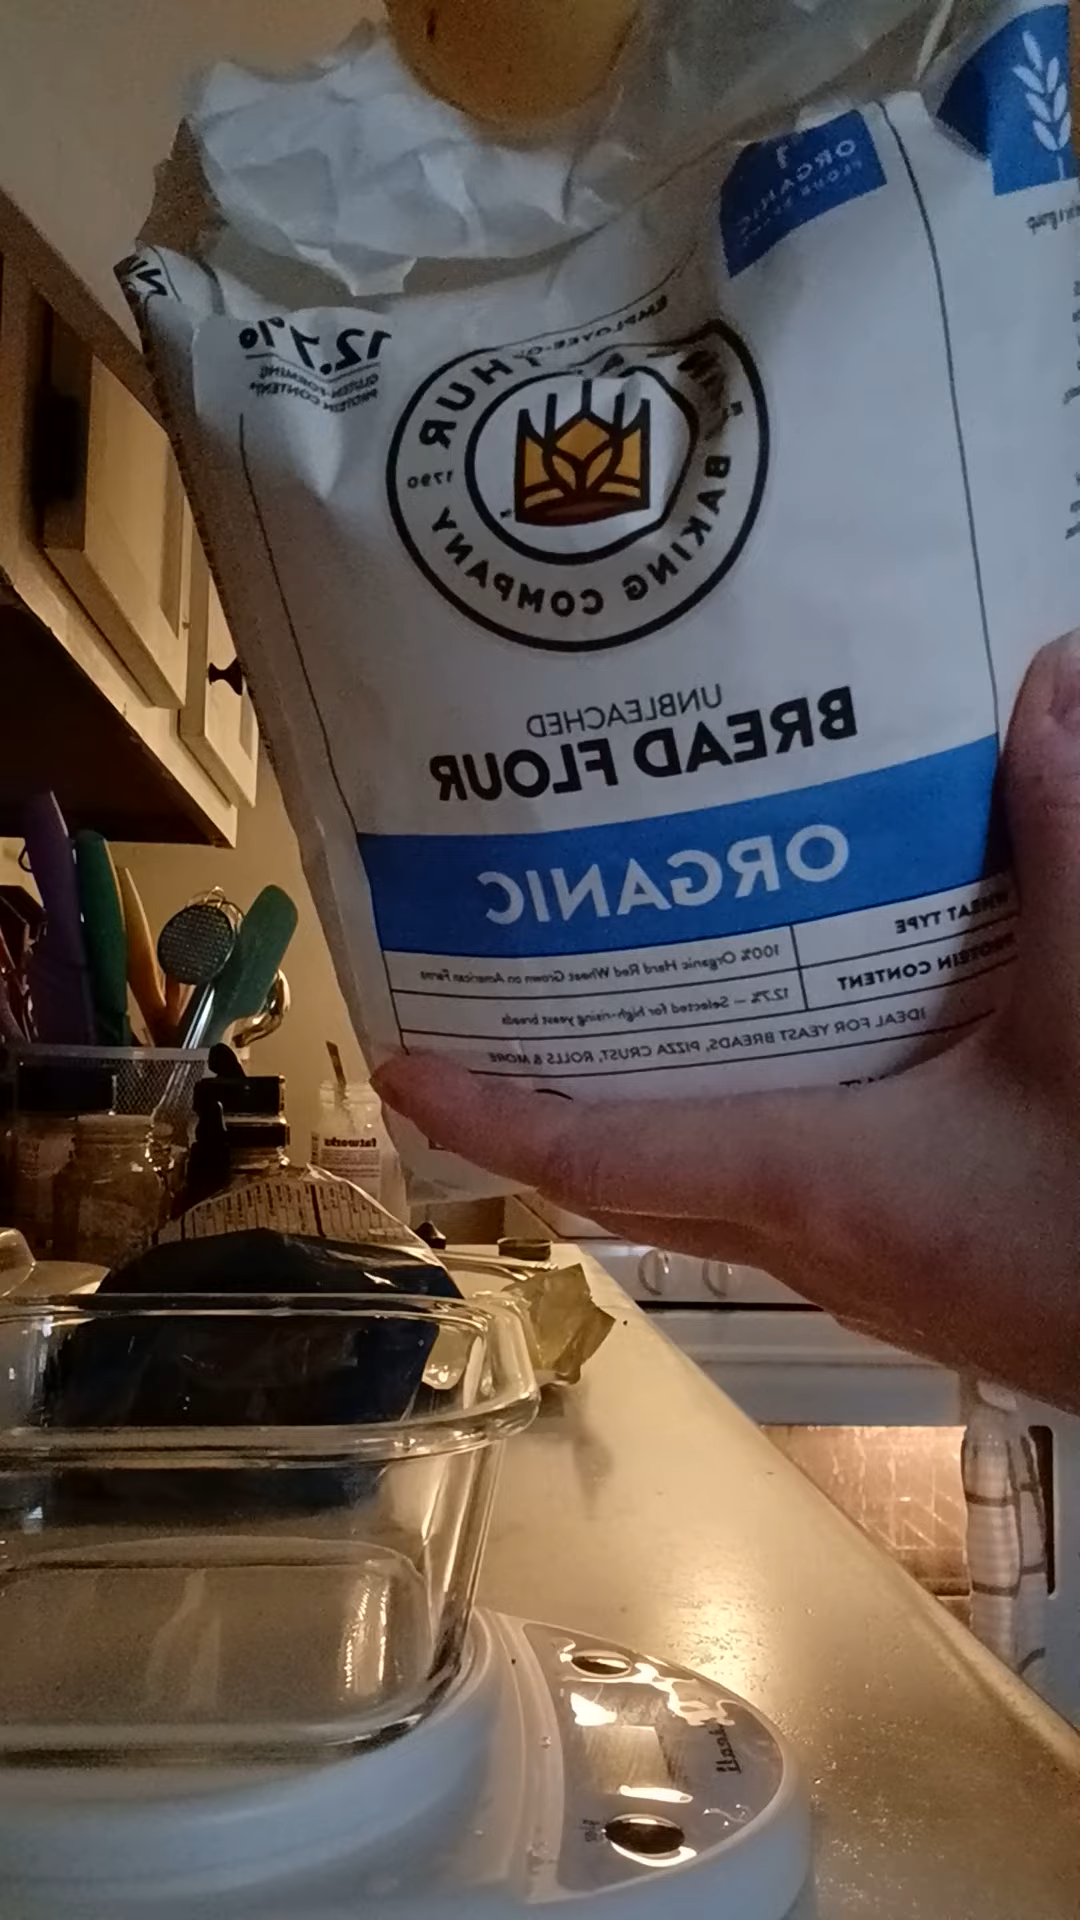 ORGANIC
12.7%
GLUTEN-FORMING
PROTEIN CONTENT*
EMPLOYEE-O
THUR
BAKING COMPANY
1790
UNBLEACHED
BREAD FLOUR
ORGANIC
WHEAT TYPE
100% Organic Hard Red Wheat Grown on American Farms
PROTEIN CONTENT
12.7% — Selected for high-rising yeast breads
IDEAL FOR YEAST BREADS, PIZZA CRUST, ROLLS & MORE
fatworks